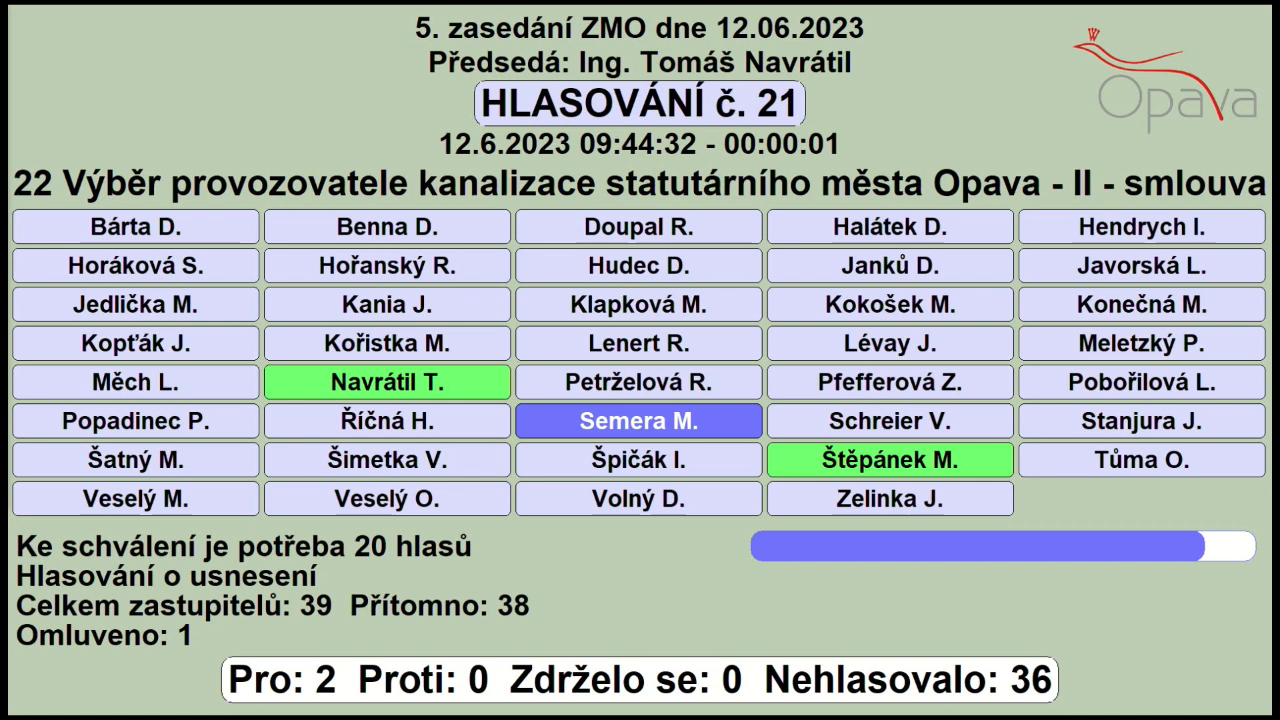 5. zasedání ZMO dne 12.06.2023
Předsedá: Ing. Tomáš Navrátil
HLASOVÁNÍ č. 21
Opava
12.6.2023 09:44:32 - 00:00:01
22 Výběr provozovatele kanalizace statutárního města Opava - II - smlouva
Bárta D. Benna D. Doupal R. Halátek D. Hendrych I.
Horáková S. Hořanský R. Hudec D. Janků D. Javorská L.
Jedlička M. Kania J. Klapková M. Kokošek M. Konečná M.
Kopťák J. Kořistka M. Lenert R. Lévay J. Meletzký P.
Měch L. Navrátil T. Petrželová R. Pfefferová Z. Pobořilová L.
Popadinec P. Říčná H. Semera M. Schreier V. Stanjura J.
Šatný M. Šimetka V. Špičák I. Štěpánek M. Tůma O.
Veselý M. Veselý O. Volný D. Zelinka J.
Ke schválení je potřeba 20 hlasů
Hlasování o usnesení
Celkem zastupitelů: 39 Přítomno: 38
Omluveno: 1
Pro: 2 Proti: 0 Zdrželo se: 0 Nehlasovalo: 36